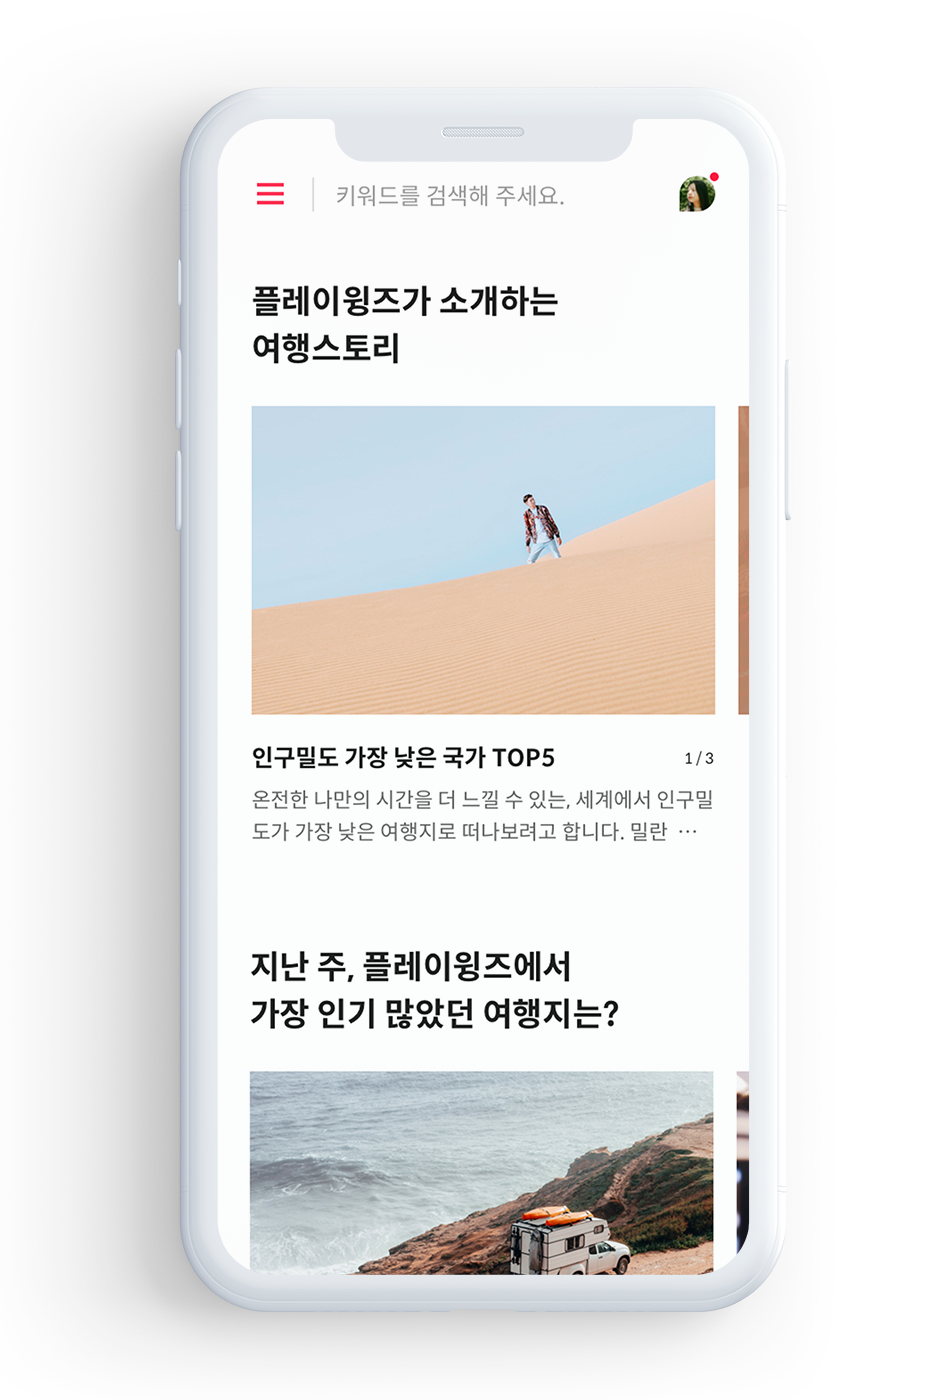 키워드를 검색해 주세요.
플레이윙즈가 소개하는
여행스토리
인구밀도 가장 낮은 국가 TOP5
1 / 3
온전한 나만의 시간을 더 느낄 수 있는, 세계에서 인구밀
도가 가장 낮은 여행지로 떠나보려고 합니다. 밀란 ···
지난 주, 플레이윙즈에서
가장 인기 많았던 여행지는?